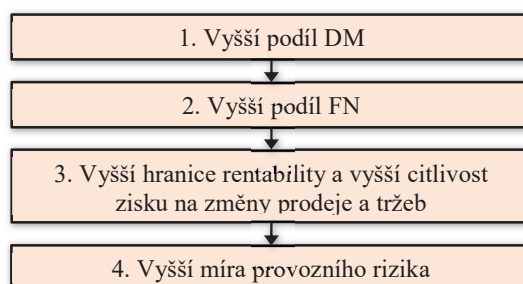 1. Vyšší podíl DM
2. Vyšší podíl FN
3. Vyšší hranice rentability a vyšší citlivost
zisku na změny prodeje a tržeb
4. Vyšší míra provozního rizika